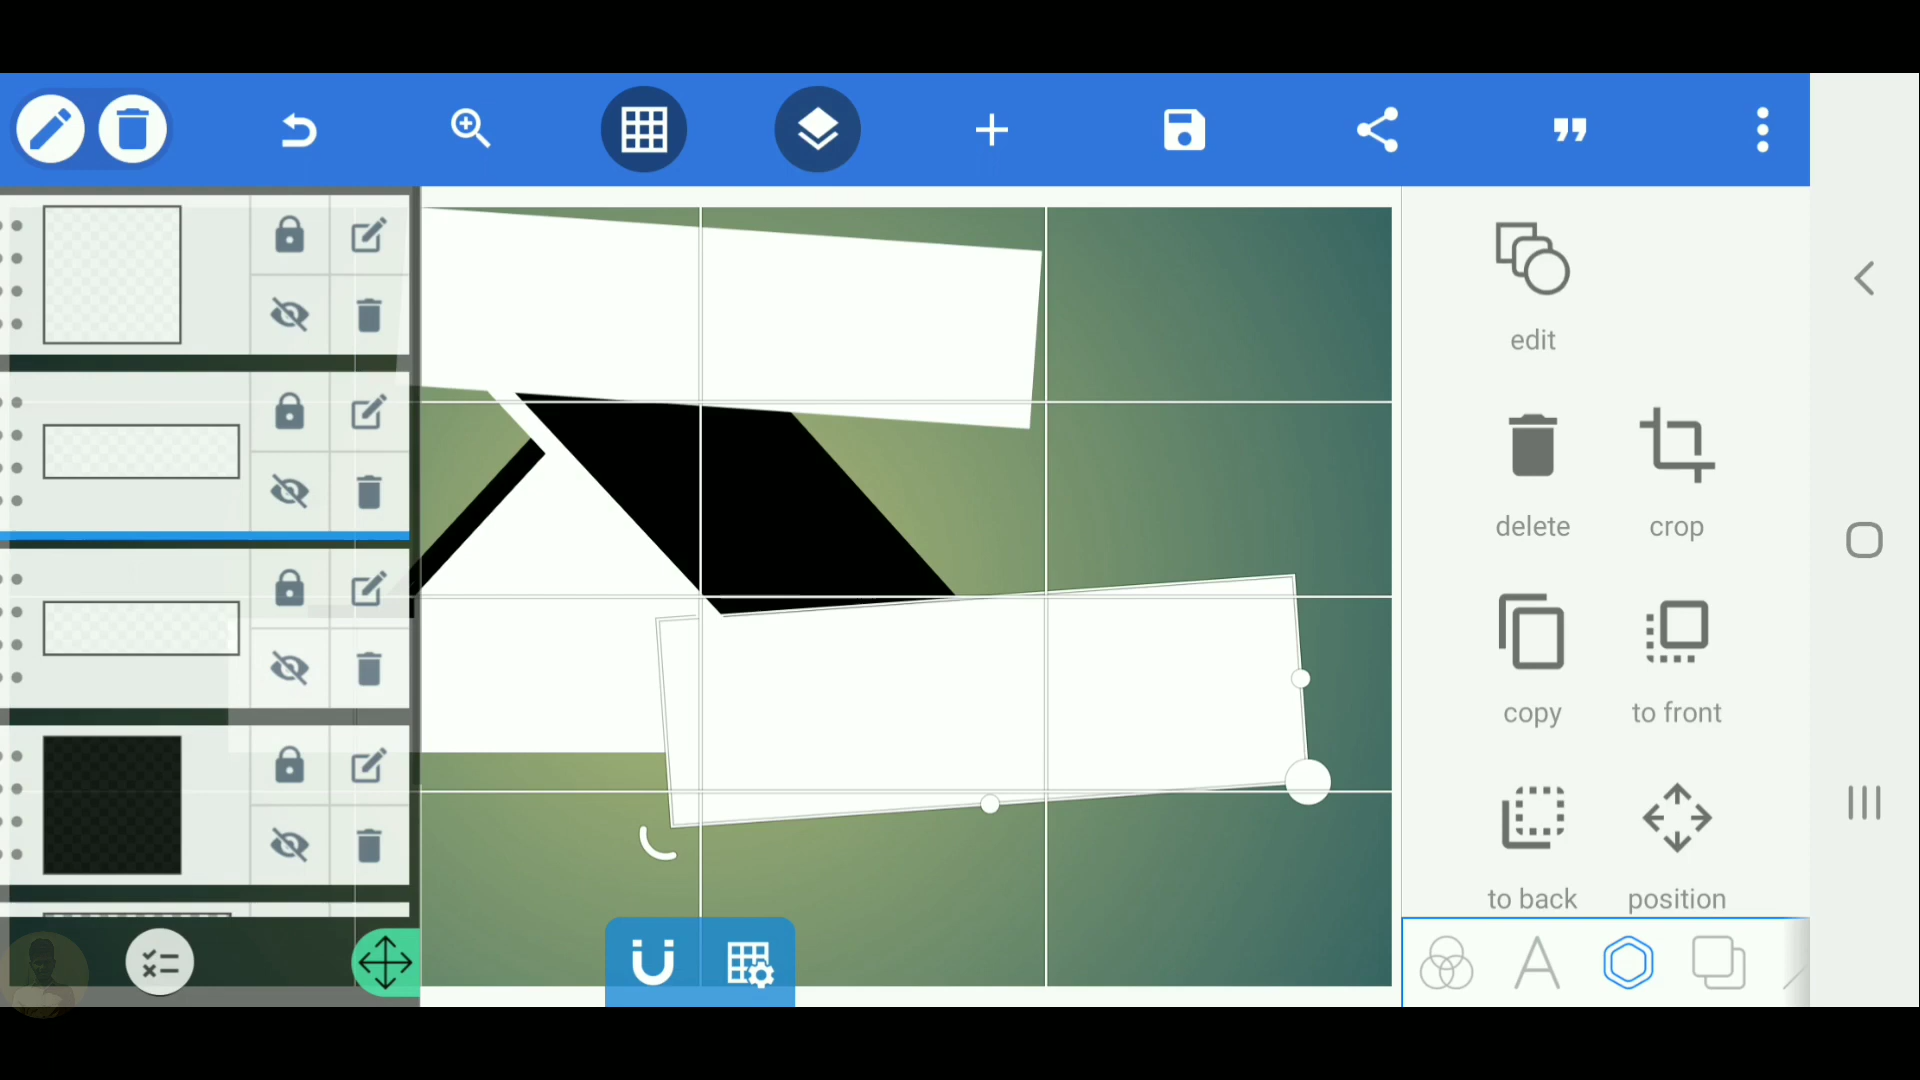 edit
delete
crop
copy
to front
to back
position